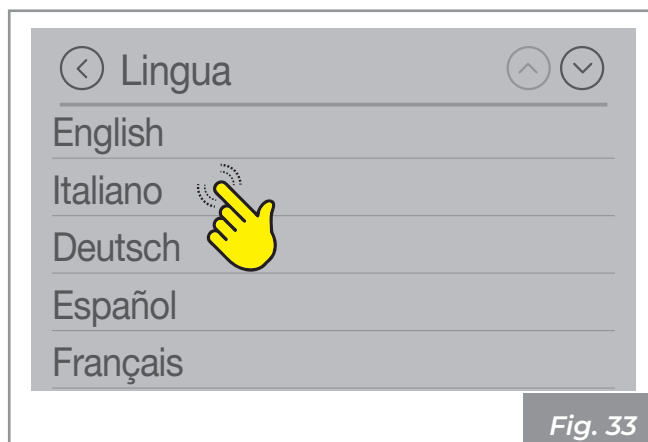 Lingua
English
Italiano
Deutsch
Español
Français
Fig. 33